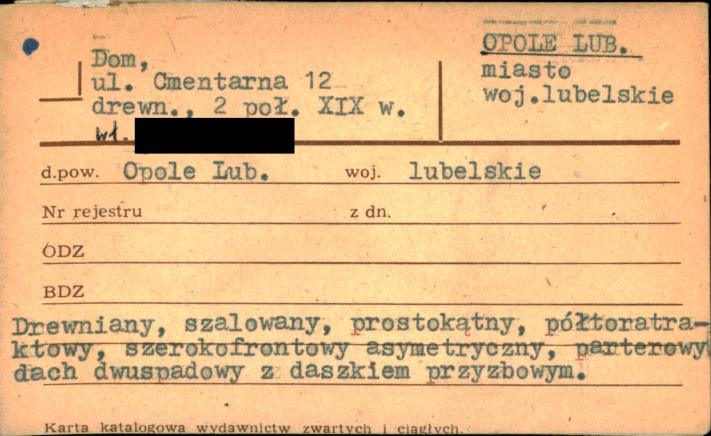 Dom,
ul. Cmentarna 12
drewn., 2 poł. XIX w.
wł.
OPOLE LUB.
miasto
woj.lubelskie
d.pow. Opole Lub. woj. lubelskie
Nr rejestru z dn.
ODZ
BDZ
Drewniany, szalowany, prostokątny, półtoratra-
ktowy, szerokofrontowy asymetryczny, parterowy
dach dwuspadowy z daszkiem przyzbowym.
Karta katalogowa wydawnictw zwartych i ciągłych.